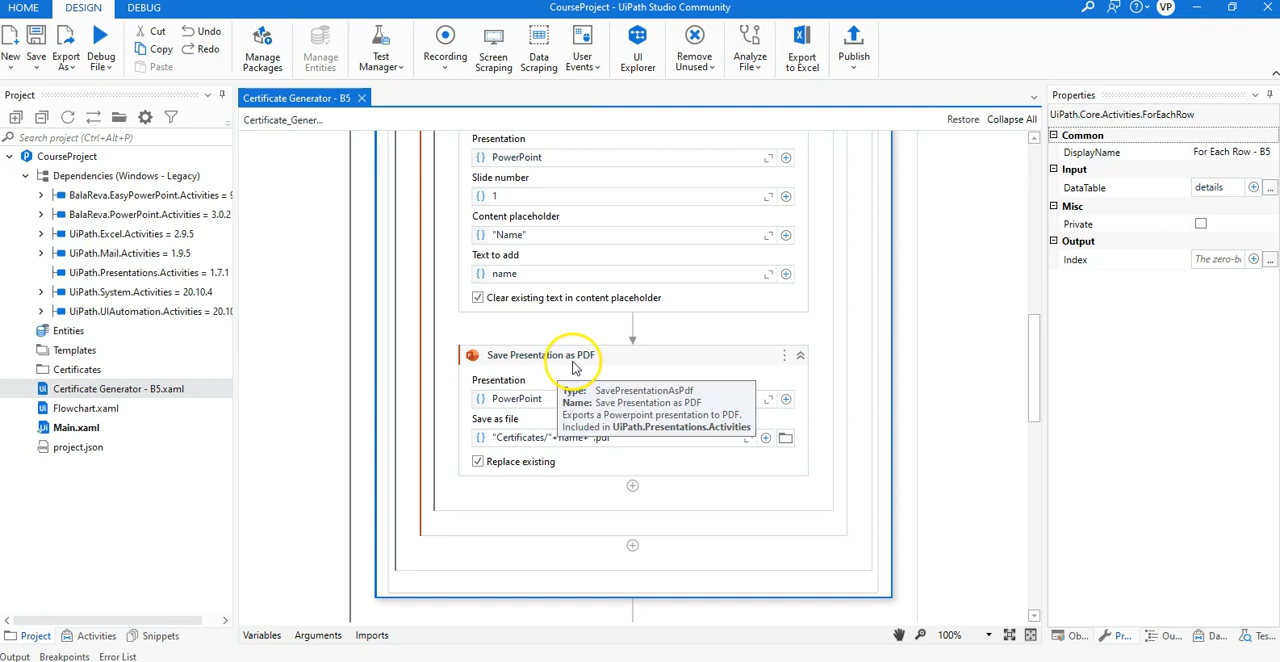 HOME DESIGN DEBUG CourseProject - UiPath Studio Community VP
New Save Export As Debug File Cut Copy Paste Undo Redo Manage Packages Manage Entities Test Manager Recording Screen Scraping Data Scraping User Events UI Explorer Remove Unused Analyze File Export to Excel Publish
Project
Search project (Ctrl+Alt+P)
CourseProject
Dependencies (Windows - Legacy)
BalaReva.EasyPowerPoint.Activities = 9
BalaReva.PowerPoint.Activities = 3.0.2
UiPath.Excel.Activities = 2.9.5
UiPath.Mail.Activities = 1.9.5
UiPath.Presentations.Activities = 1.7.1
UiPath.System.Activities = 20.10.4
UiPath.UIAutomation.Activities = 20.10
Entities
Templates
Certificates
Certificate Generator - B5.xaml
Flowchart.xaml
Main.xaml
project.json
Project Activities Snippets
Output Breakpoints Error List
Certificate Generator - B5
Certificate_Gener...
Restore Collapse All
Presentation
PowerPoint
Slide number
1
Content placeholder
"Name"
Text to add
name
Clear existing text in content placeholder
Save Presentation as PDF
Presentation
PowerPoint
Save as file
"Certificates/"+name+".pdf
Replace existing
Type: SavePresentationAsPdf
Name: Save Presentation as PDF
Exports a Powerpoint presentation to PDF.
Included in UiPath.Presentations.Activities
Variables Arguments Imports 100%
Properties
UiPath.Core.Activities.ForEachRow
Common
DisplayName For Each Row - B5
Input
DataTable details ...
Misc
Private
Output
Index The zero-b ...
Ob... Pr... Ou... Da... Tes...